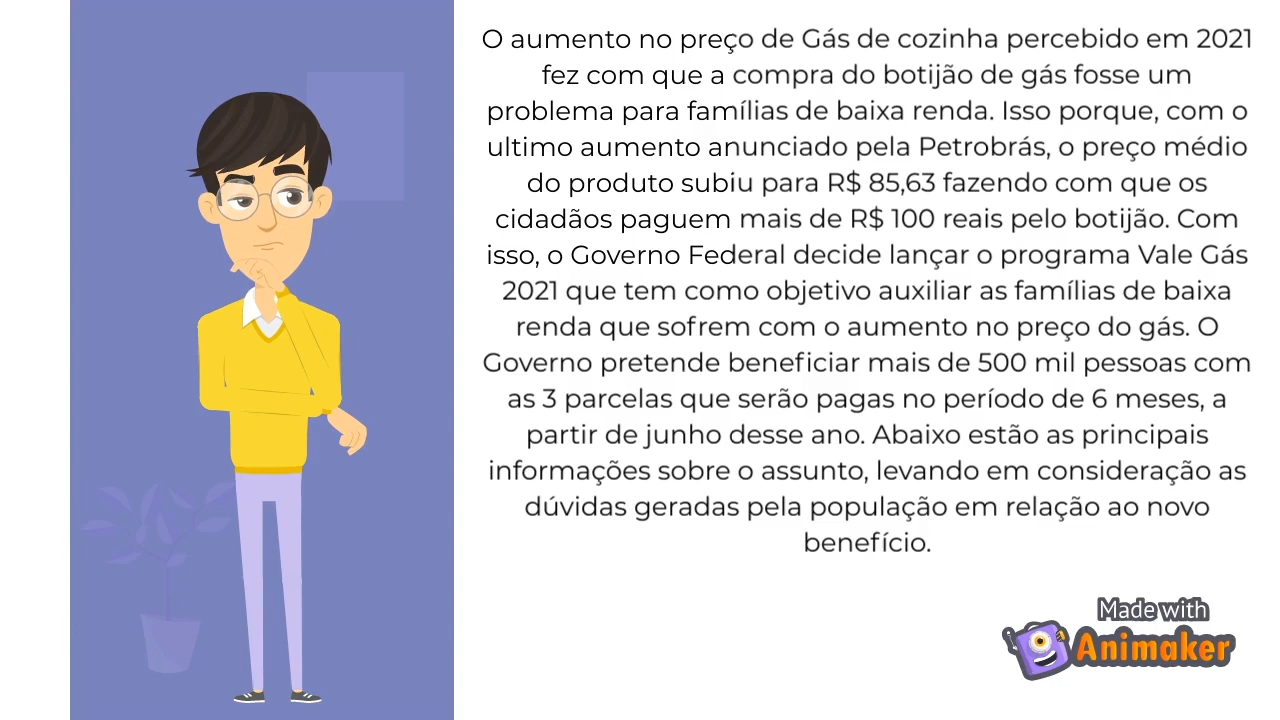 O aumento no preço de Gás de cozinha percebido em 2021
fez com que a compra do botijão de gás fosse um
problema para famílias de baixa renda. Isso porque, com o
ultimo aumento anunciado pela Petrobrás, o preço médio
do produto subiu para R$ 85,63 fazendo com que os
cidadãos paguem mais de R$ 100 reais pelo botijão. Com
isso, o Governo Federal decide lançar o programa Vale Gás
2021 que tem como objetivo auxiliar as famílias de baixa
renda que sofrem com o aumento no preço do gás. O
Governo pretende beneficiar mais de 500 mil pessoas com
as 3 parcelas que serão pagas no período de 6 meses, a
partir de junho desse ano. Abaixo estão as principais
informações sobre o assunto, levando em consideração as
dúvidas geradas pela população em relação ao novo
benefício.
Made with
Animaker